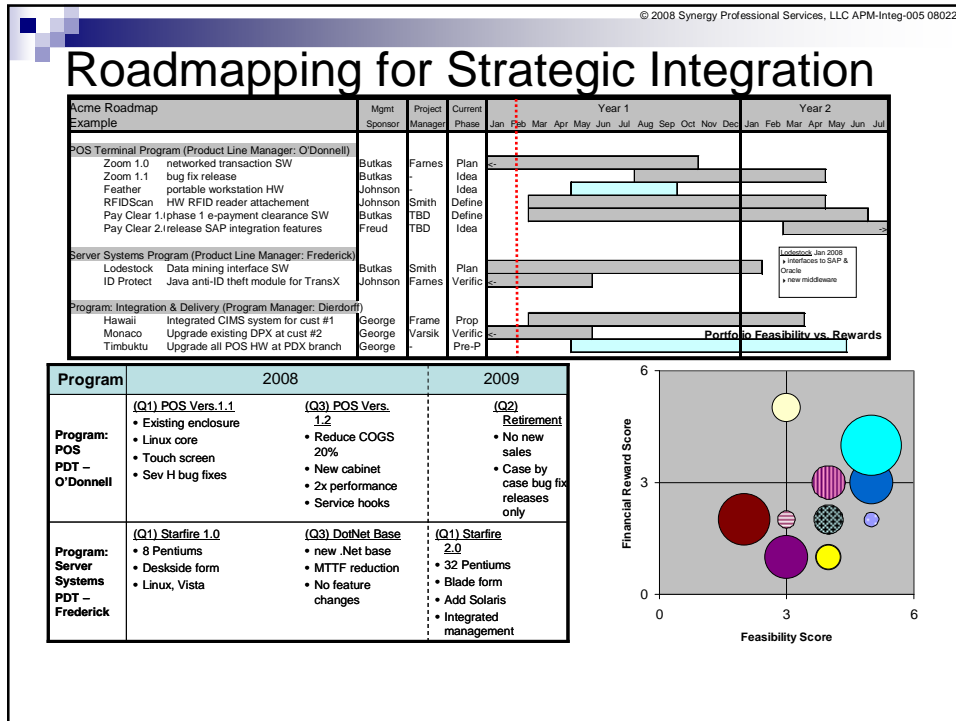 © 2008 Synergy Professional Services, LLC APM-Integ-005 08022
Roadmapping for Strategic Integration
Acme Roadmap Mgmt Project Current Year 1 Year 2
Example Sponsor Manager Phase Jan Feb Mar Apr May Jun Jul Aug Sep Oct Nov Dec Jan Feb Mar Apr May Jun Jul
POS Terminal Program (Product Line Manager: O'Donnell)
Zoom 1.0 networked transaction SW Butkas Farnes Plan <-
Zoom 1.1 bug fix release Butkas - Idea
Feather portable workstation HW Johnson - Idea
RFIDScan HW RFID reader attachement Johnson Smith Define
Pay Clear 1.( phase 1 e-payment clearance SW Butkas TBD Define
Pay Clear 2.( release SAP integration features Freud TBD Idea ->
Server Systems Program (Product Line Manager: Frederick)
Lodestock Data mining interface SW Butkas Smith Plan
ID Protect Java anti-ID theft module for TransX Johnson Farnes Verific <-
Lodestock Jan 2008
interfaces to SAP &
Oracle
new middleware
Program: Integration & Delivery (Program Manager: Dierdorff)
Hawaii Integrated CIMS system for cust #1 George Frame Prop
Monaco Upgrade existing DPX at cust #2 George Varsik Verific <-
Timbuktu Upgrade all POS HW at PDX branch George - Pre-P
Portfolio Feasibility vs. Rewards
Program 2008 2009
Program:
POS
PDT –
O'Donnell
(Q1) POS Vers.1.1
• Existing enclosure
• Linux core
• Touch screen
• Sev H bug fixes
(Q3) POS Vers.
1.2
• Reduce COGS
20%
• New cabinet
• 2x performance
• Service hooks
(Q2)
Retirement
• No new
sales
• Case by
case bug fix
releases
only
Program:
Server
Systems
PDT –
Frederick
(Q1) Starfire 1.0
• 8 Pentiums
• Deskside form
• Linux, Vista
(Q3) DotNet Base
• new .Net base
• MTTF reduction
• No feature
changes
(Q1) Starfire
2.0
• 32 Pentiums
• Blade form
• Add Solaris
• Integrated
management
Financial Reward Score
6
3
0
0 3 6
Feasibility Score